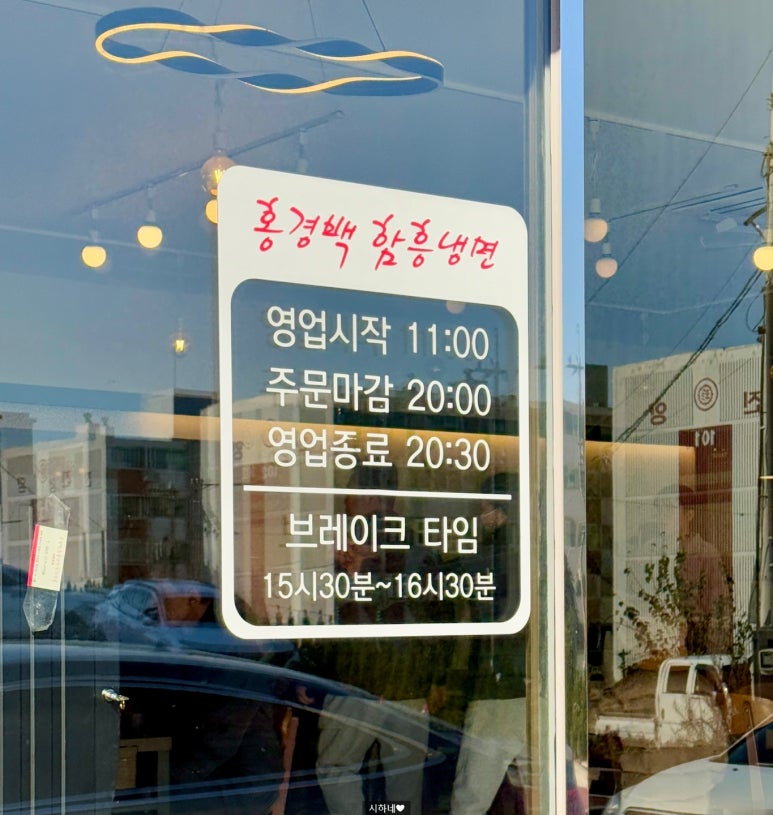 홍경백 함흥냉면
영업시작 11:00
주문마감 20:00
영업종료 20:30
브레이크 타임
15시30분~16시30분
101
시하네♥